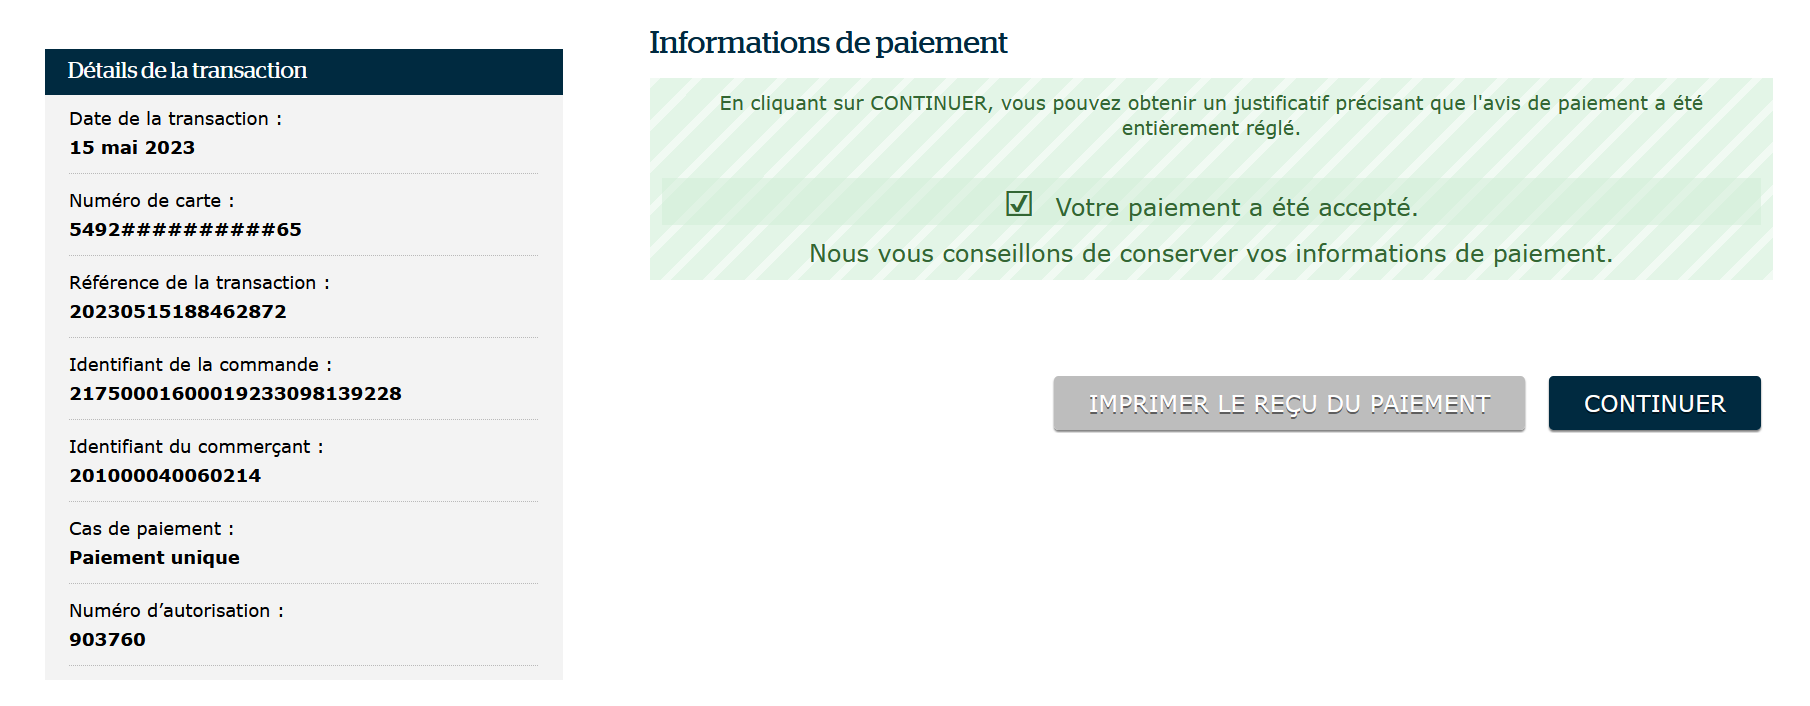 Détails de la transaction
Date de la transaction :
15 mai 2023
Numéro de carte :
5492##########65
Référence de la transaction :
20230515188462872
Identifiant de la commande :
21750001600019233098139228
Identifiant du commerçant :
201000040060214
Cas de paiement :
Paiement unique
Numéro d’autorisation :
903760
Informations de paiement
En cliquant sur CONTINUER, vous pouvez obtenir un justificatif précisant que l'avis de paiement a été
entièrement réglé.
Votre paiement a été accepté.
Nous vous conseillons de conserver vos informations de paiement.
IMPRIMER LE REÇU DU PAIEMENT
CONTINUER